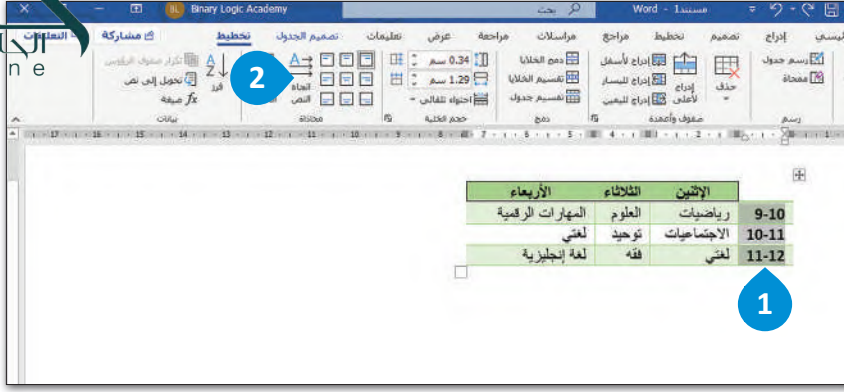 Binary Logic Academy
بحث
مستند1 - Word
إدراج تصميم تخطيط مراجع مراسلات مراجعة عرض تعليمات تصميم الجدول تخطيط مشاركة التعليقات
رسم جدول
ممحاة
حذف
إدراج لأعلى
إدراج لأسفل
إدراج لليسار
إدراج لليمين
دمج الخلايا
تقسيم الخلايا
تقسيم جدول
0.34 سم
1.29 سم
احتواء تلقائي
اتجاه النص
فرز
تكرار صفوف الرؤوس
تحويل إلى نص
fx صيغة
رسم صفوف وأعمدة دمج حجم الخلية محاذاة بيانات
2
n e
الإثنين الثلاثاء الأربعاء
9-10 رياضيات العلوم المهارات الرقمية
10-11 الاجتماعيات توحيد لغتي
11-12 لغتي فقه لغة إنجليزية
1